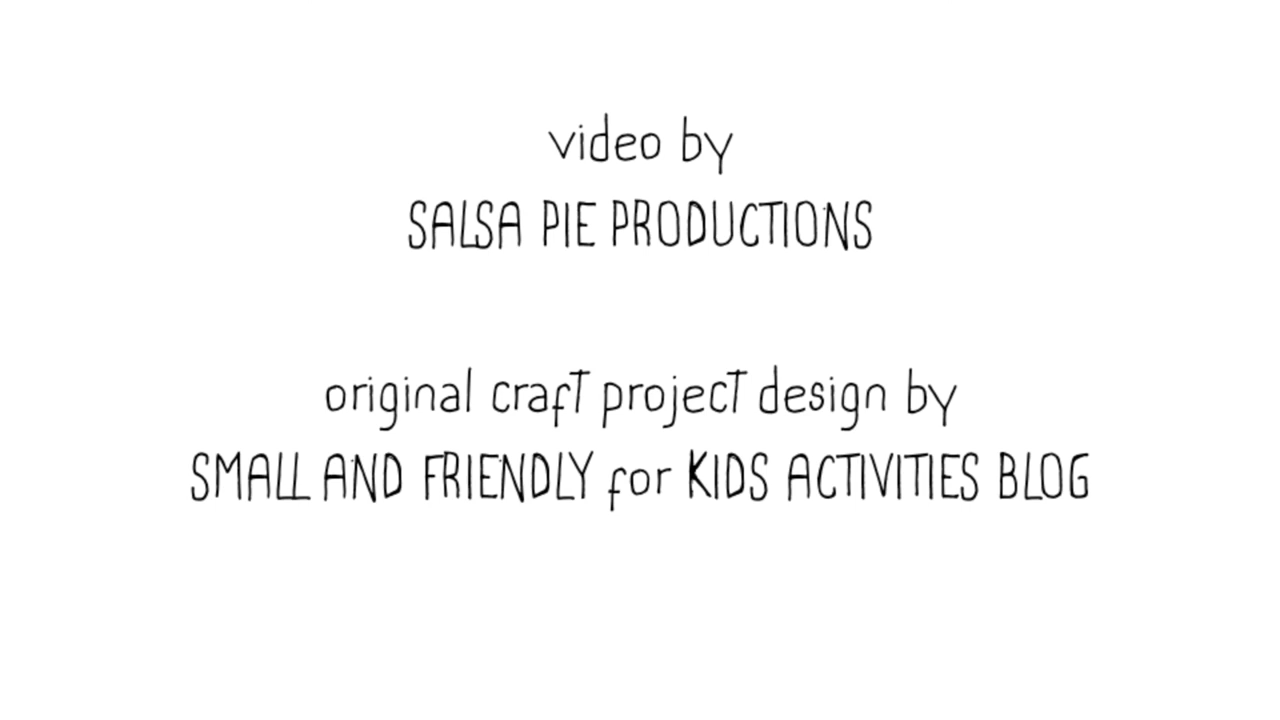 video by
SALSA PIE PRODUCTIONS
original craft project design by
SMALL AND FRIENDLY for KIDS ACTIVITIES BLOG